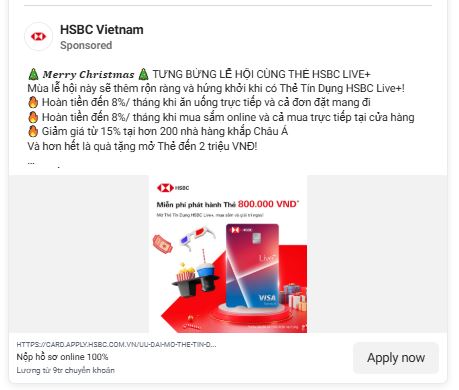 HSBC Vietnam
Sponsored
🎄 𝑴𝒆𝒓𝒓𝒚 𝑪𝒉𝒓𝒊𝒔𝒕𝒎𝒂𝒔 🎄 TƯNG BỪNG LỄ HỘI CÙNG THẺ HSBC LIVE+
Mùa lễ hội này sẽ thêm rộn ràng và hứng khởi khi có Thẻ Tín Dụng HSBC Live+!
🔥 Hoàn tiền đến 8%/ tháng khi ăn uống trực tiếp và cả đơn đặt mang đi
🔥 Hoàn tiền đến 8%/ tháng khi mua sắm online và cả mua trực tiếp tại cửa hàng
🔥 Giảm giá từ 15% tại hơn 200 nhà hàng khắp Châu Á
Và hơn hết là quà tặng mở Thẻ đến 2 triệu VNĐ!
...
HSBC
Miễn phí phát hành Thẻ 800.000 VND*
Mở Thẻ Tín Dụng HSBC Live+, mua sắm và giải trí ngay!
Live+
VISA
HTTPS://CARD.APPLY.HSBC.COM.VN/UU-DAI-MO-THE-TIN-D...
Nộp hồ sơ online 100%
Lương từ 9tr chuyển khoản
Apply now